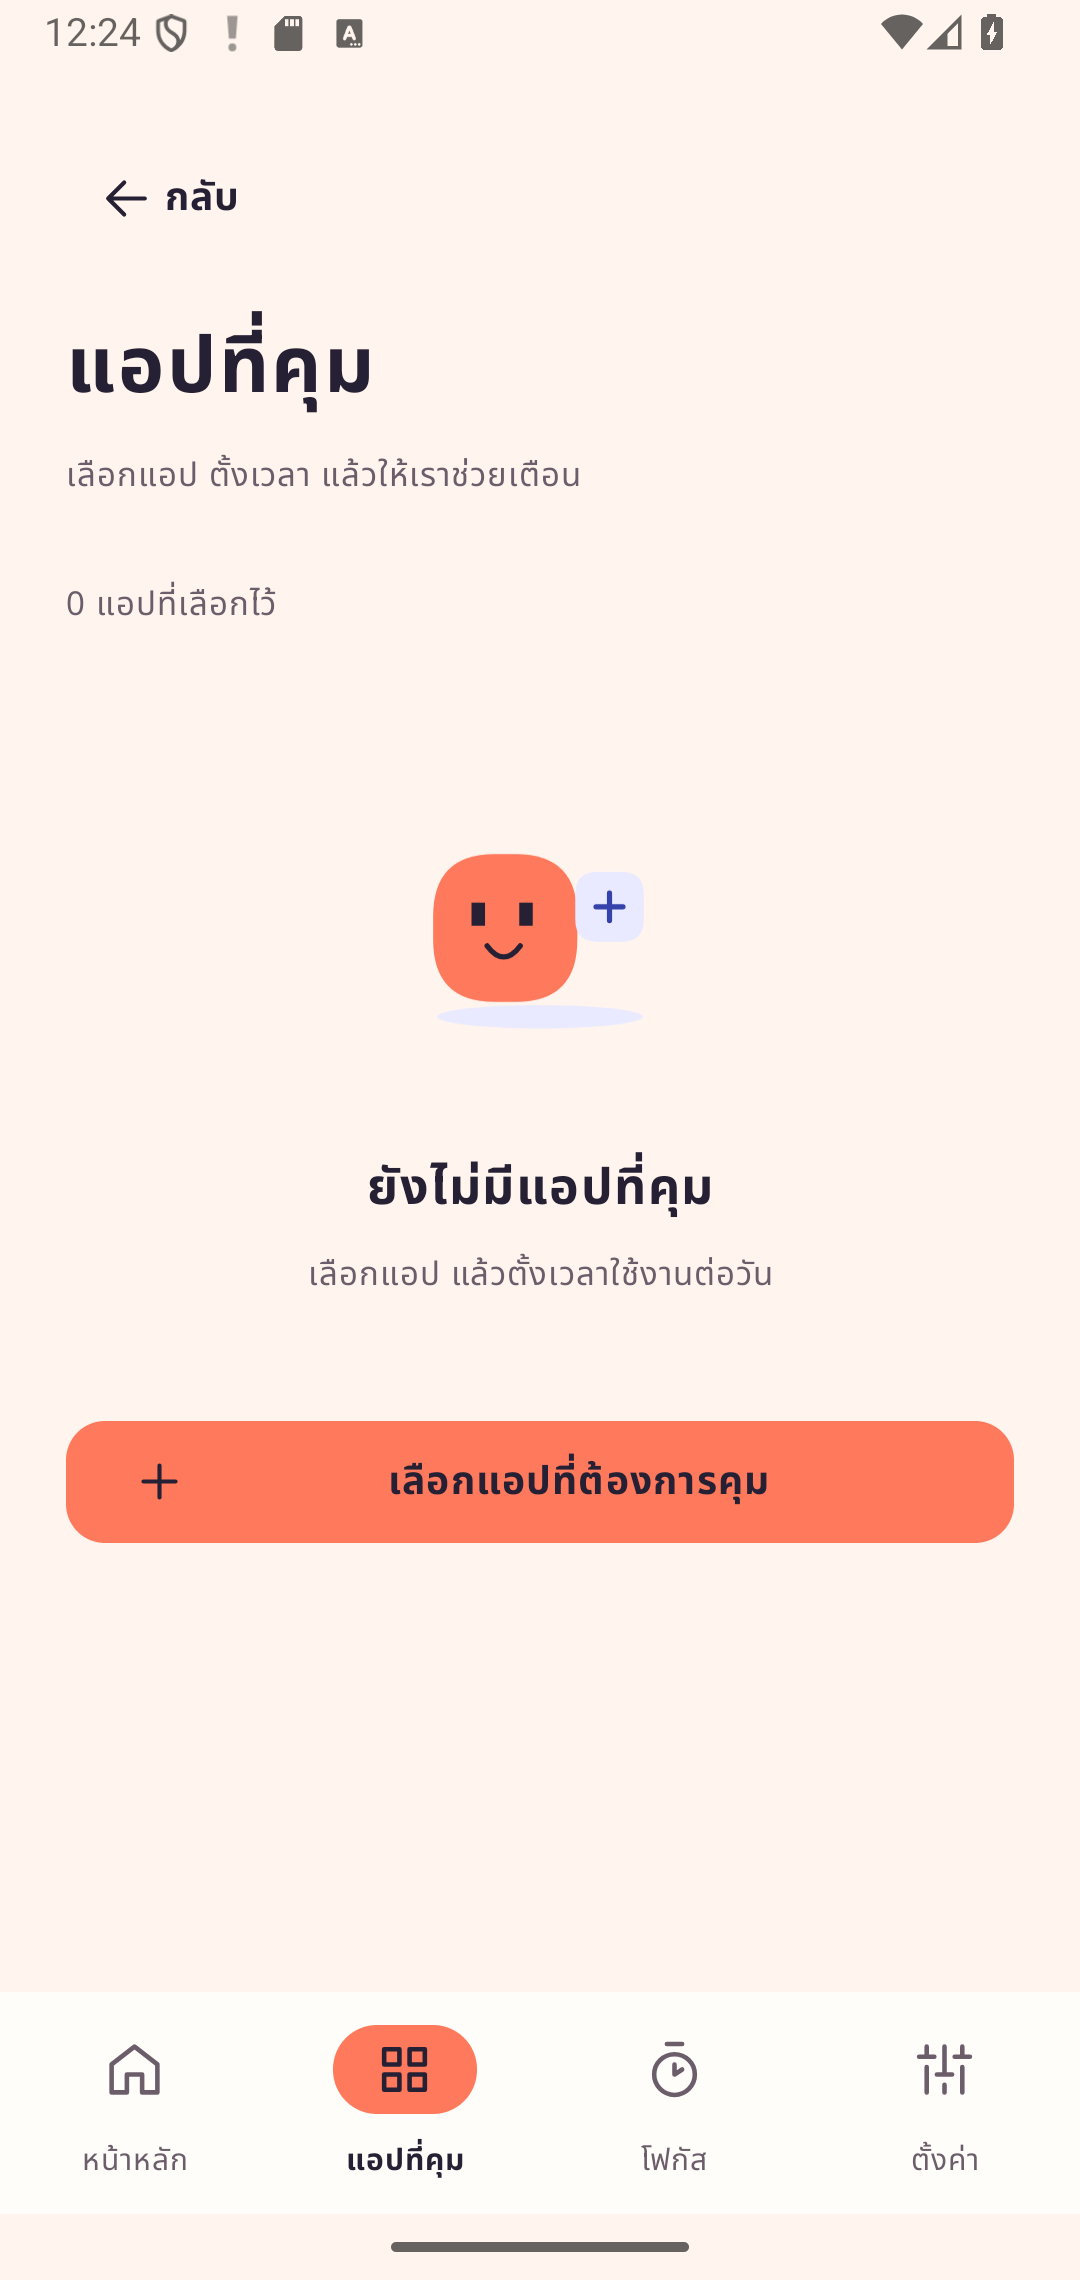 12:24
กลับ
แอปที่คุม
เลือกแอป ตั้งเวลา แล้วให้เราช่วยเตือน
0 แอปที่เลือกไว้
ยังไม่มีแอปที่คุม
เลือกแอป แล้วตั้งเวลาใช้งานต่อวัน
เลือกแอปที่ต้องการคุม
หน้าหลัก
แอปที่คุม
โฟกัส
ตั้งค่า